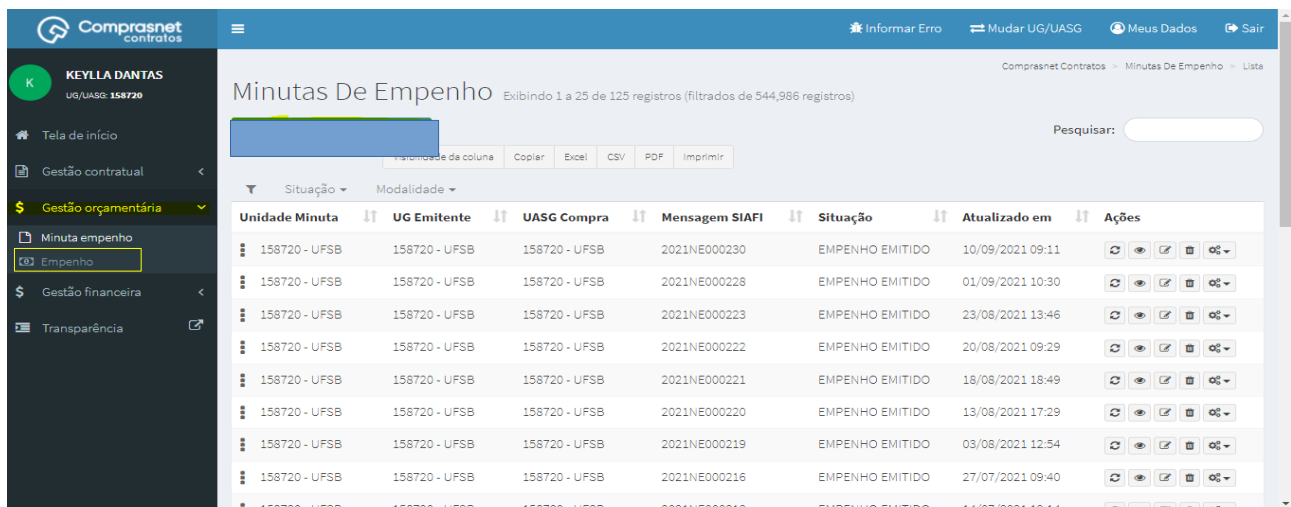 Comprasnet
contratos
Informar Erro Mudar UG/UASG Meus Dados Sair
K
KEYLLA DANTAS
UG/UASG: 158720
Tela de início
Gestão contratual
Gestão orçamentária
Minuta empenho
Empenho
Gestão financeira
Transparência
Comprasnet Contratos > Minutas De Empenho > Lista
Minutas De Empenho Exibindo 1 a 25 de 125 registros (filtrados de 544,986 registros)
Pesquisar:
Visibilidade da coluna Copiar Excel CSV PDF Imprimir
Situação Modalidade
Unidade Minuta UG Emitente UASG Compra Mensagem SIAFI Situação Atualizado em Ações
158720 - UFSB 158720 - UFSB 158720 - UFSB 2021NE000230 EMPENHO EMITIDO 10/09/2021 09:11
158720 - UFSB 158720 - UFSB 158720 - UFSB 2021NE000228 EMPENHO EMITIDO 01/09/2021 10:30
158720 - UFSB 158720 - UFSB 158720 - UFSB 2021NE000223 EMPENHO EMITIDO 23/08/2021 13:46
158720 - UFSB 158720 - UFSB 158720 - UFSB 2021NE000222 EMPENHO EMITIDO 20/08/2021 09:29
158720 - UFSB 158720 - UFSB 158720 - UFSB 2021NE000221 EMPENHO EMITIDO 18/08/2021 18:49
158720 - UFSB 158720 - UFSB 158720 - UFSB 2021NE000220 EMPENHO EMITIDO 13/08/2021 17:29
158720 - UFSB 158720 - UFSB 158720 - UFSB 2021NE000219 EMPENHO EMITIDO 03/08/2021 12:54
158720 - UFSB 158720 - UFSB 158720 - UFSB 2021NE000216 EMPENHO EMITIDO 27/07/2021 09:40